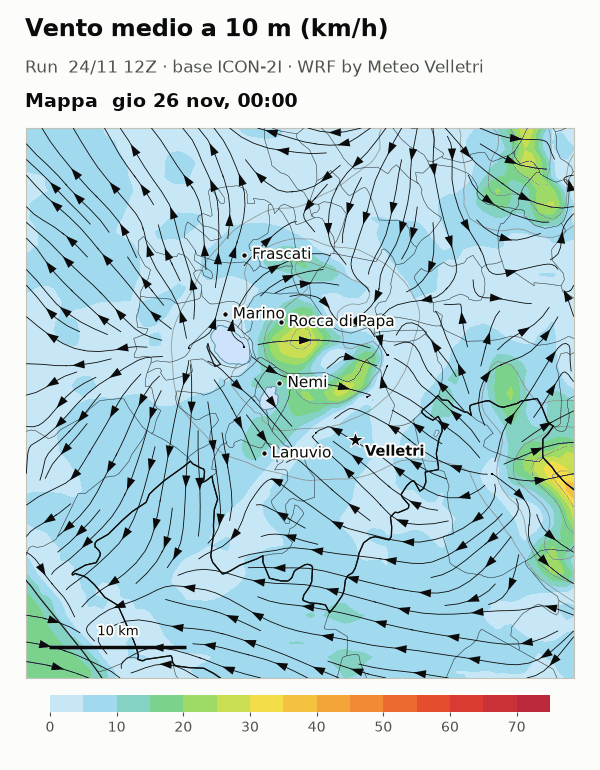 Vento medio a 10 m (km/h)
Run 24/11 12Z · base ICON-2I · WRF by Meteo Velletri
Mappa gio 26 nov, 00:00
Frascati
Marino
Rocca di Papa
Nemi
Velletri
Lanuvio
10 km
0 10 20 30 40 50 60 70